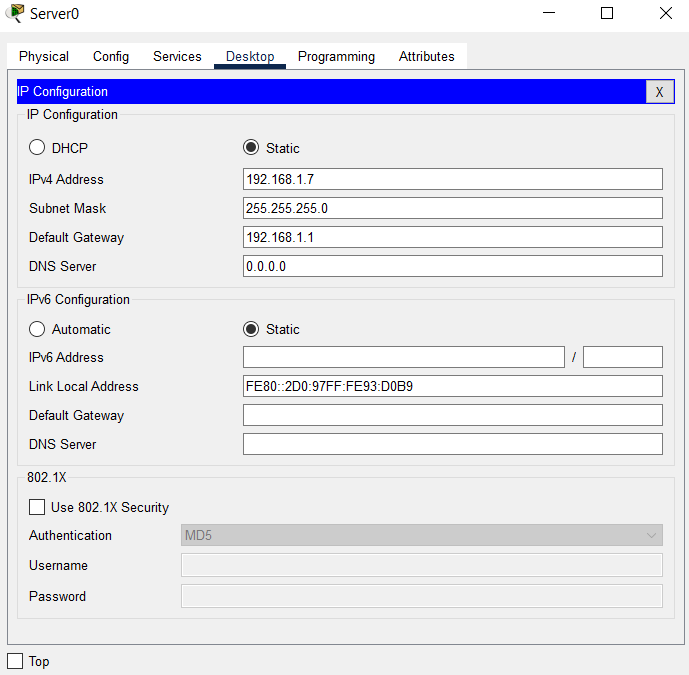 Server0
Physical Config Services Desktop Programming Attributes
IP Configuration X
IP Configuration
DHCP Static
IPv4 Address 192.168.1.7
Subnet Mask 255.255.255.0
Default Gateway 192.168.1.1
DNS Server 0.0.0.0
IPv6 Configuration
Automatic Static
IPv6 Address /
Link Local Address FE80::2D0:97FF:FE93:D0B9
Default Gateway
DNS Server
802.1X
Use 802.1X Security
Authentication MD5
Username
Password
Top